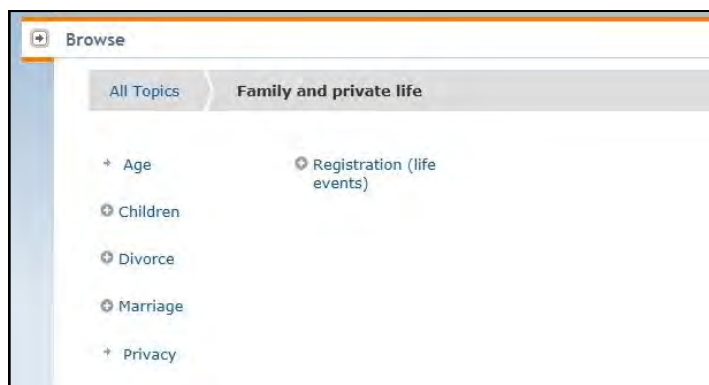 Browse
All Topics
Family and private life
Age
Children
Divorce
Marriage
Privacy
Registration (life
events)